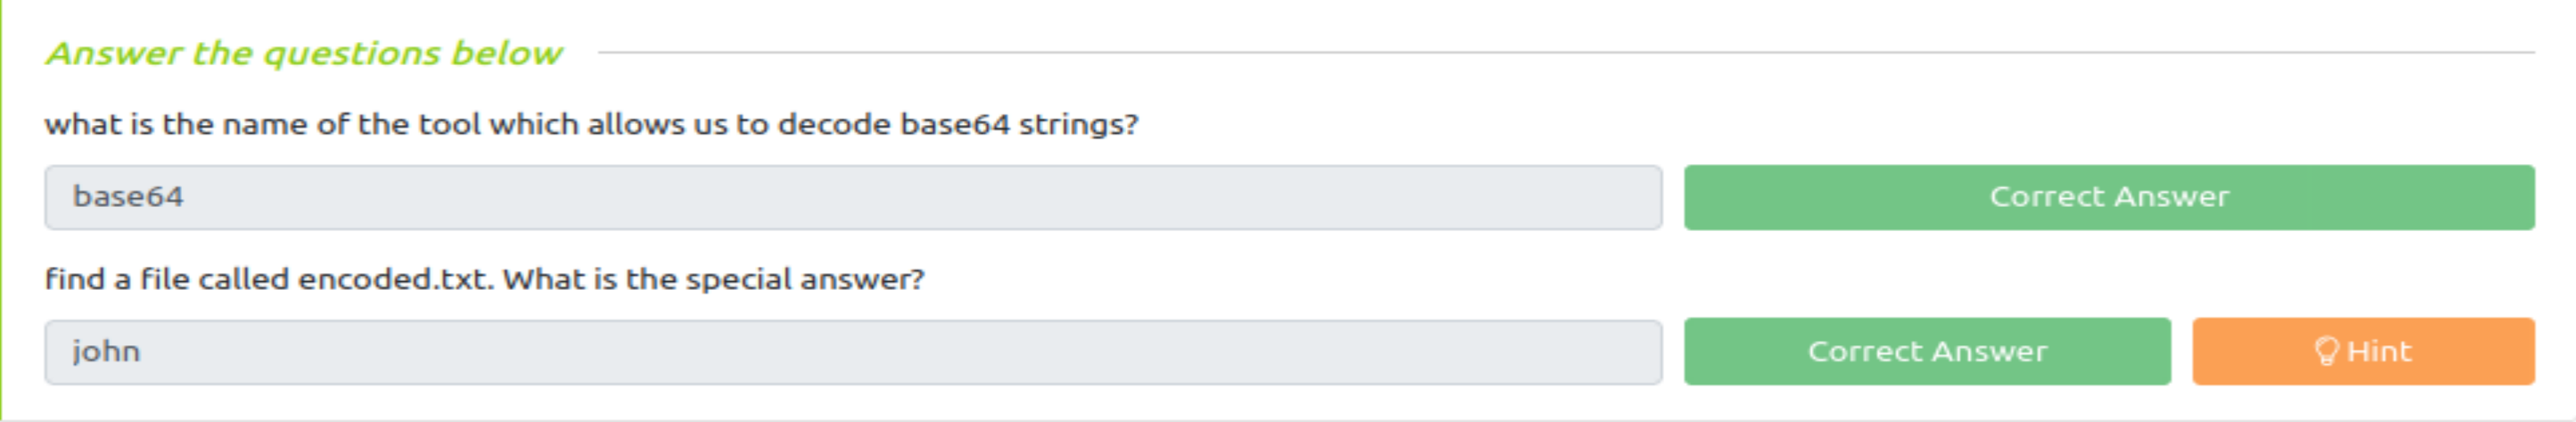 Answer the questions below
what is the name of the tool which allows us to decode base64 strings?
base64
Correct Answer
find a file called encoded.txt. What is the special answer?
john
Correct Answer
Hint